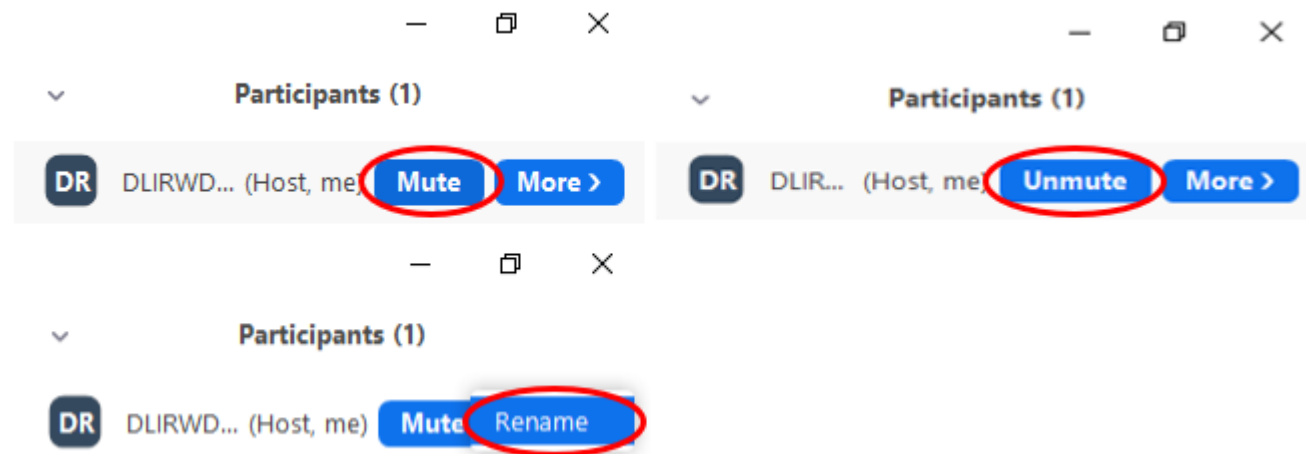 Participants (1)
DR DLIRWD... (Host, me) Mute More >
Participants (1)
DR DLIR... (Host, me) Unmute More >
Participants (1)
DR DLIRWD... (Host, me) Mute Rename